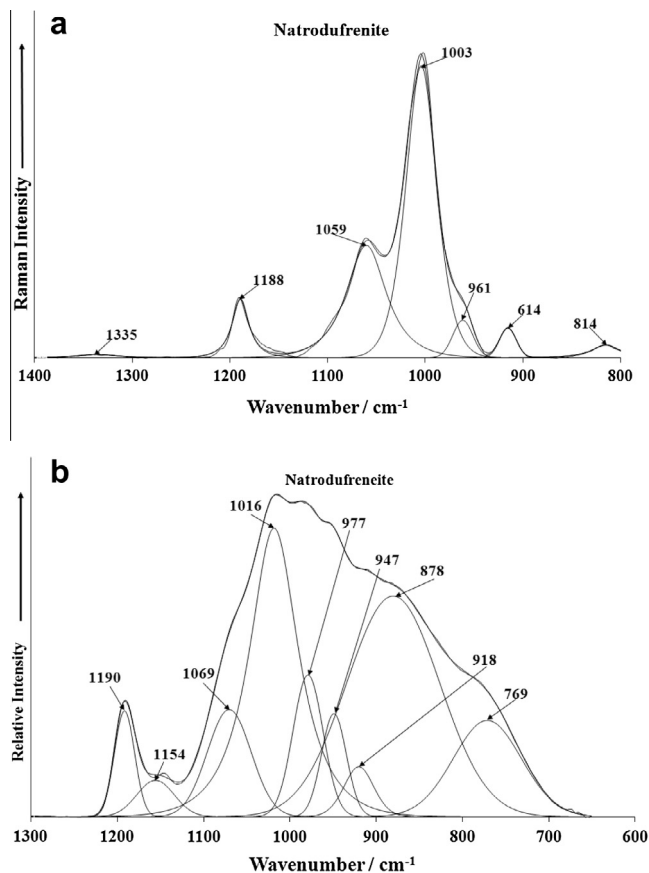 a
Natrodufrenite
1003
1059
1188
961
614
814
1335
Raman Intensity
1400 1300 1200 1100 1000 900 800
Wavenumber / cm-1
b
Natrodufreneite
1016
977
947
878
918
1190
1069
1154
769
Relative Intensity
1300 1200 1100 1000 900 800 700 600
Wavenumber / cm-1